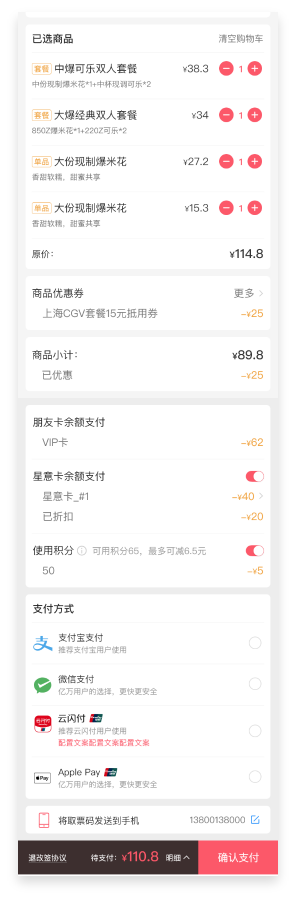 已选商品 清空购物车
套餐 中爆可乐双人套餐 ¥38.3 1
中份现制爆米花*1+中杯现调可乐*2
套餐 大爆经典双人套餐 ¥34 1
850Z爆米花*1+220Z可乐*2
单品 大份现制爆米花 ¥27.2 1
香甜软糯，甜蜜共享
单品 大份现制爆米花 ¥15.3 1
香甜软糯，甜蜜共享
原价： ¥114.8
商品优惠券 更多
上海CGV套餐15元抵用券 -¥25
商品小计： ¥89.8
已优惠 -¥25
朋友卡余额支付
VIP卡 -¥62
星意卡余额支付
星意卡_#1 -¥40
已折扣 -¥20
使用积分 可用积分65，最多可减6.5元
50 -¥5
支付方式
支 支付宝支付
推荐支付宝用户使用
微信支付
亿万用户的选择，更快更安全
云闪付 云闪付
推荐云闪付用户使用
配置文案配置文案配置文案
Pay Apple Pay
亿万用户的选择，更快更安全
将取票码发送到手机 13800138000
退改签协议 待支付：¥110.8 明细 确认支付